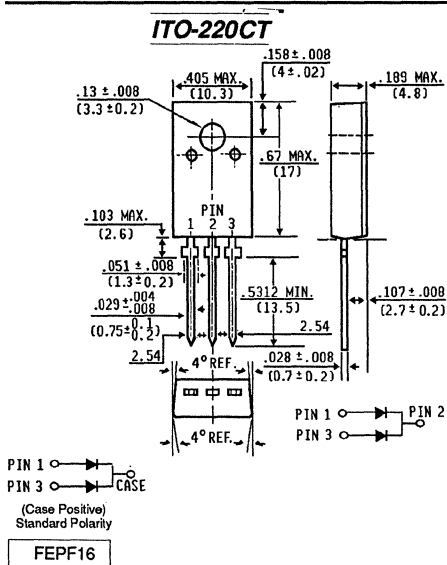 ITO-220CT
.158±.008
(4±.02)
.405 MAX.
(10.3)
.189 MAX.
(4.8)
.13 ±.008
(3.3±0.2)
.67 MAX.
(17)
PIN
1 2 3
.103 MAX.
(2.6)
.051 ±.008
(1.3±0.2)
.5312 MIN.
(13.5)
.107±.008
(2.7±0.2)
.029+.004-.008
(0.75+0.1-0.2)
2.54
2.54
4° REF.
.028±.008
(0.7±0.2)
PIN 1
PIN 2
PIN 3
4° REF.
PIN 1
PIN 3
CASE
(Case Positive)
Standard Polarity
FEPF16